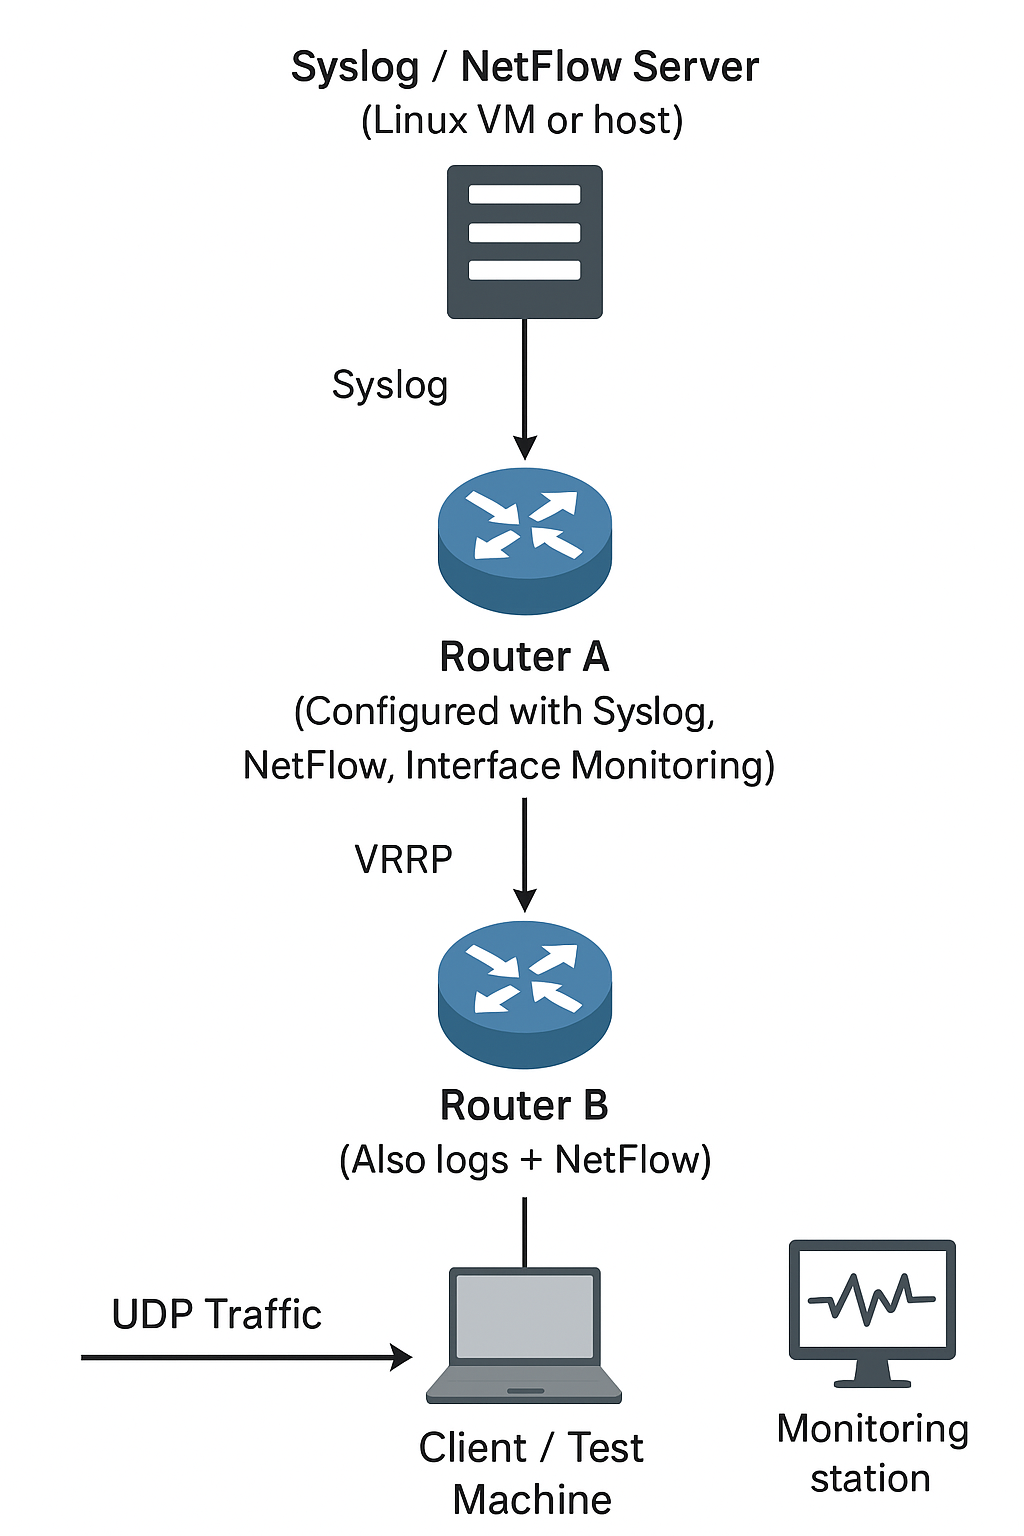 Syslog / NetFlow Server
(Linux VM or host)
Syslog
Router A
(Configured with Syslog,
NetFlow, Interface Monitoring)
VRRP
Router B
(Also logs + NetFlow)
UDP Traffic
Client / Test
Machine
Monitoring
station